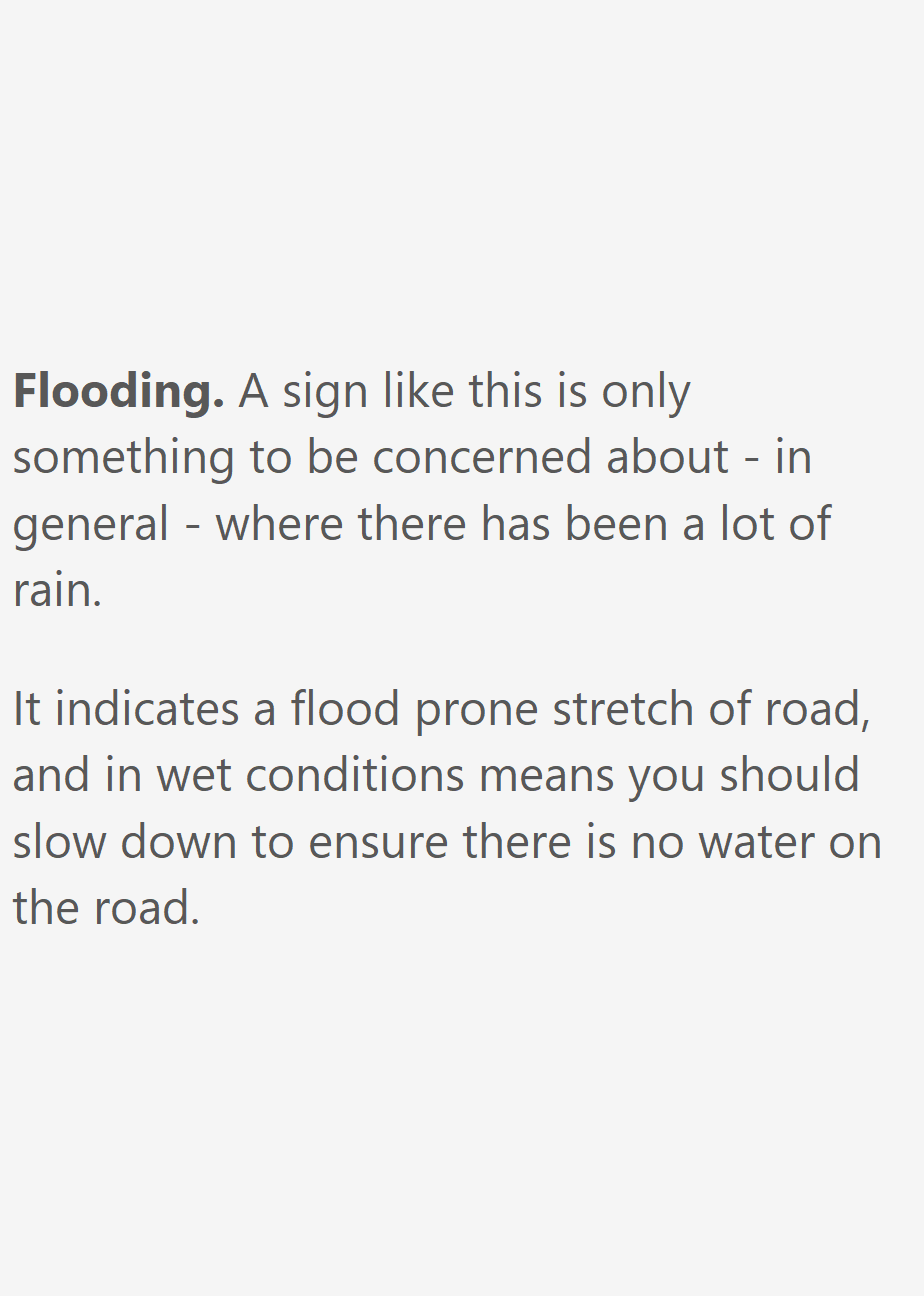 Flooding. A sign like this is only
something to be concerned about - in
general - where there has been a lot of
rain.
It indicates a flood prone stretch of road,
and in wet conditions means you should
slow down to ensure there is no water on
the road.